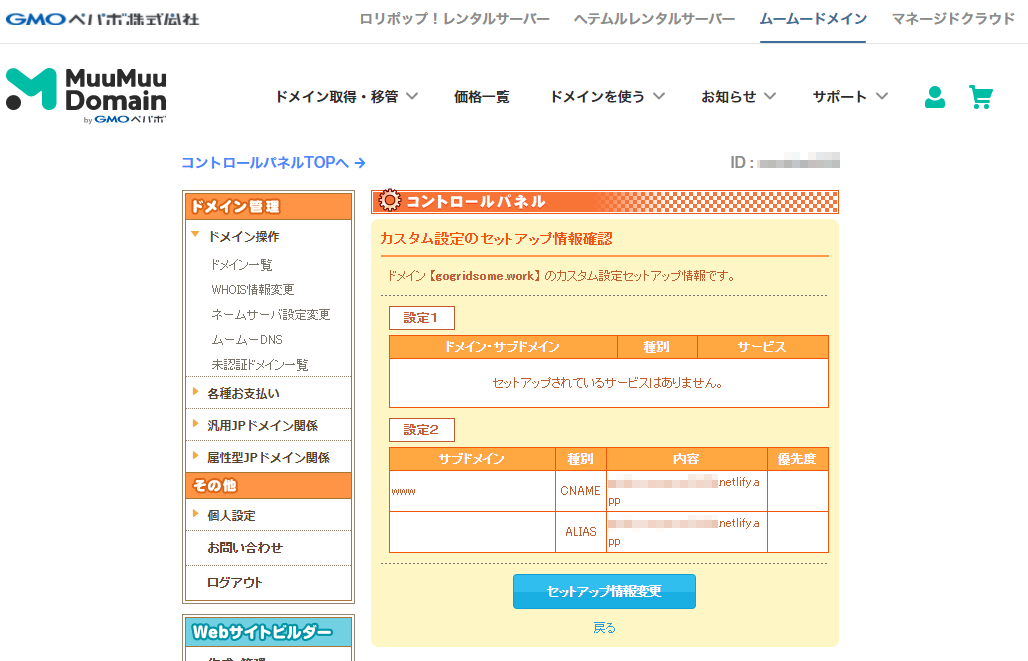 GMOペパボ株式会社
ロリポップ！レンタルサーバー ヘテムルレンタルサーバー ムームードメイン マネージドクラウド
MuuMuu
Domain
by GMOペパボ
ドメイン取得・移管 価格一覧 ドメインを使う お知らせ サポート
コントロールパネルTOPへ → ID :
ドメイン管理
ドメイン操作
ドメイン一覧
WHOIS情報変更
ネームサーバ設定変更
ムームーDNS
未認証ドメイン一覧
各種お支払い
汎用JPドメイン関係
属性型JPドメイン関係
その他
個人設定
お問い合わせ
ログアウト
Webサイトビルダー
コントロールパネル
カスタム設定のセットアップ情報確認
ドメイン【gogridsome.work】のカスタム設定セットアップ情報です。
設定1
ドメイン・サブドメイン 種別 サービス
セットアップされているサービスはありません。
設定2
サブドメイン 種別 内容 優先度
www CNAME .netlify.a
pp
ALIAS .netlify.a
pp
セットアップ情報変更
戻る